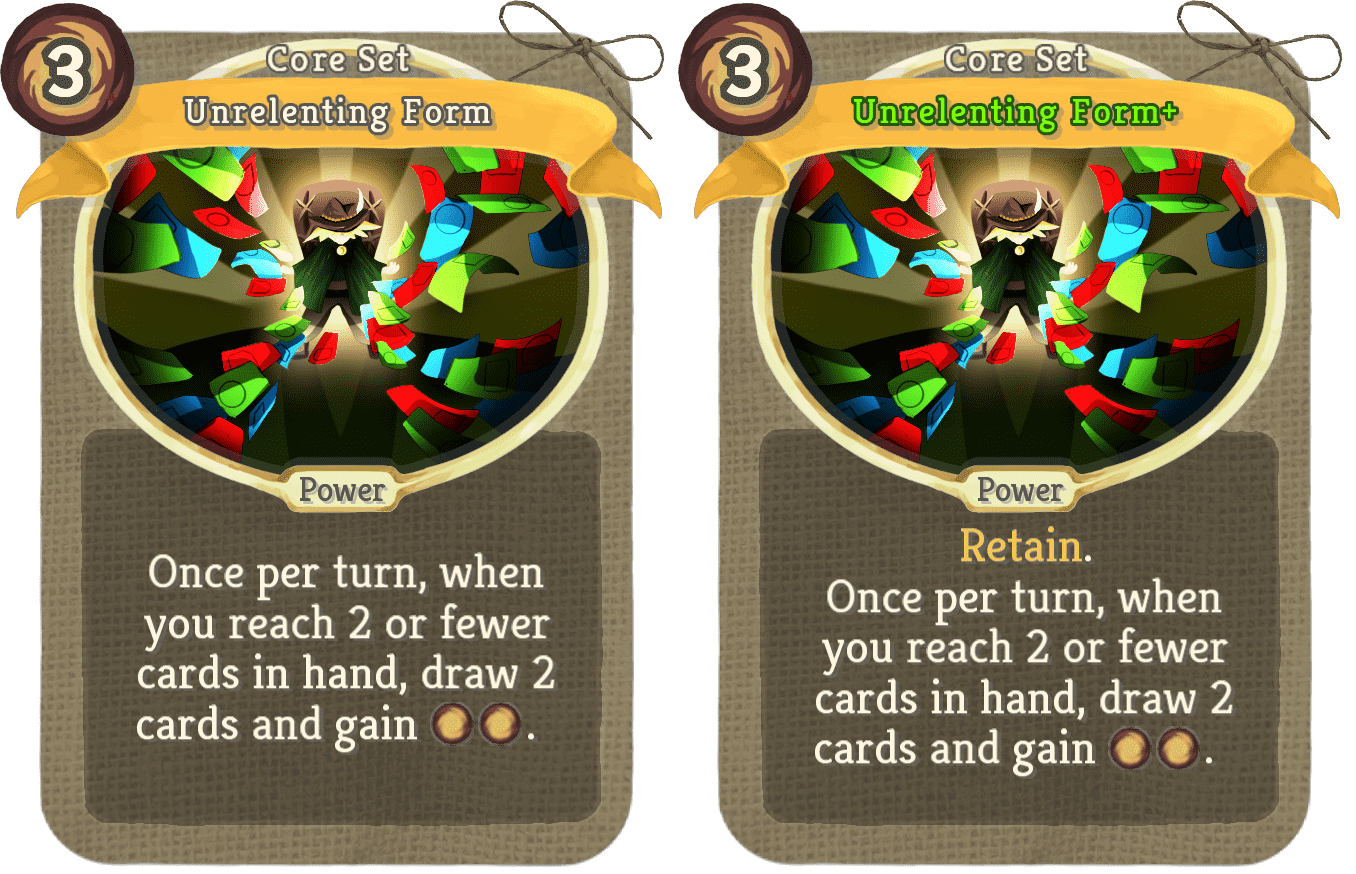 3
Core Set
Unrelenting Form
Power
Once per turn, when
you reach 2 or fewer
cards in hand, draw 2
cards and gain .
3
Core Set
Unrelenting Form+
Power
Retain.
Once per turn, when
you reach 2 or fewer
cards in hand, draw 2
cards and gain .